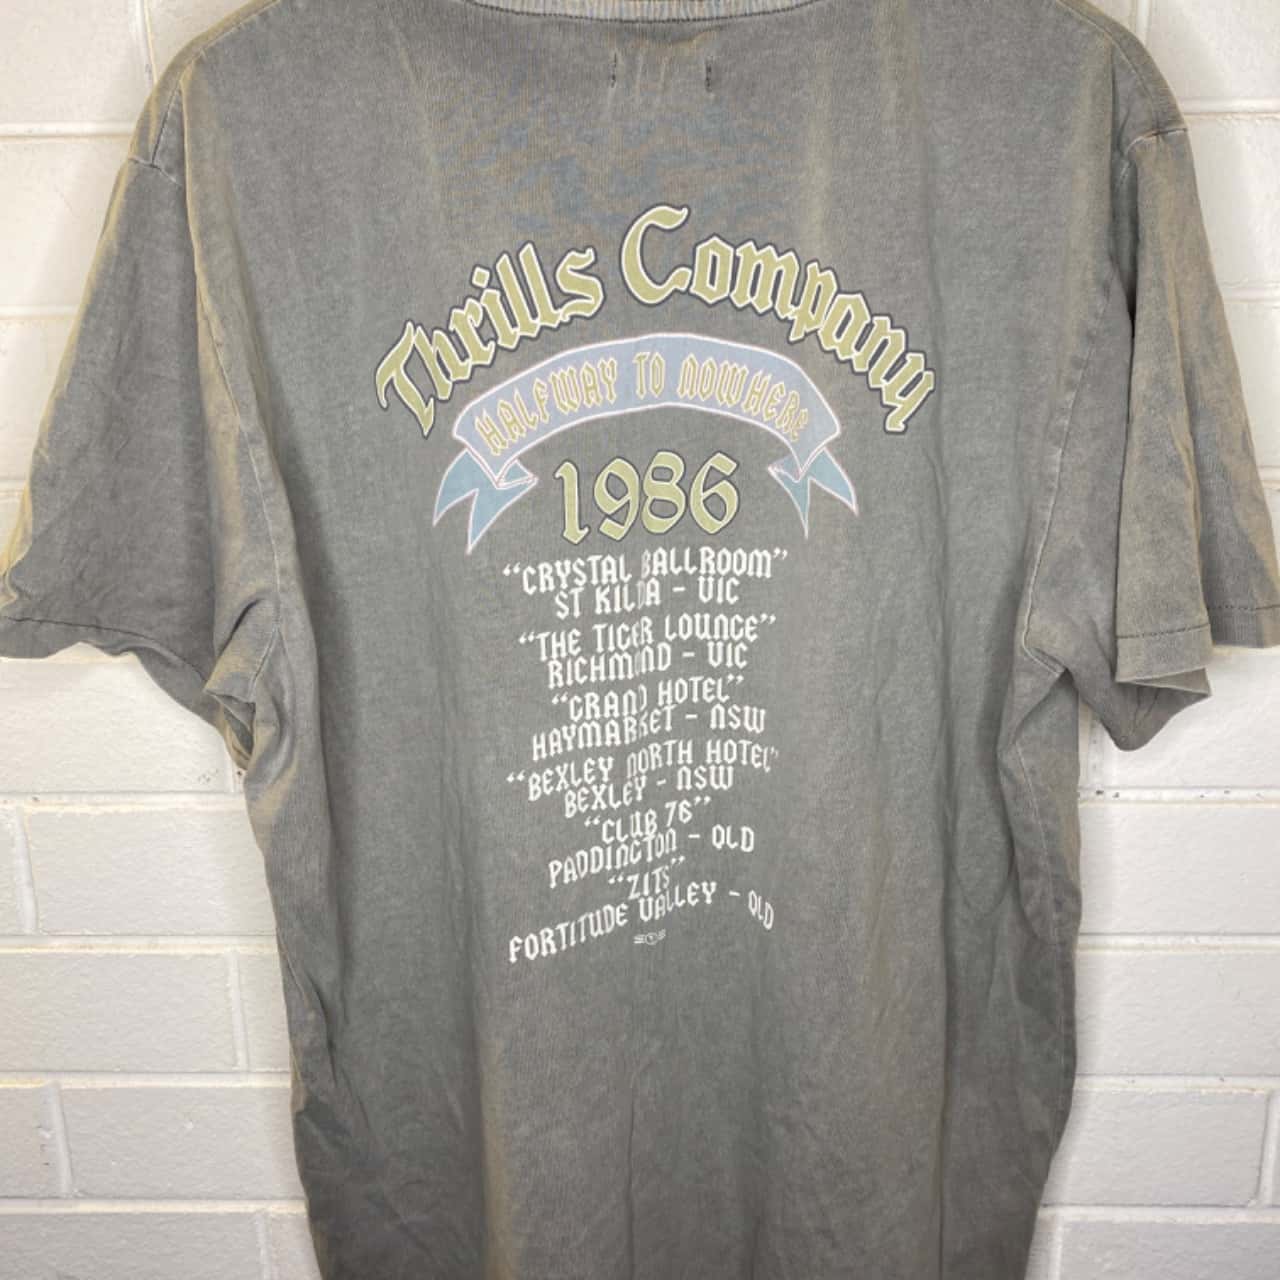 Thrills Company
HALFWAY TO NOWHERE
1986
"CRYSTAL BALLROOM"
ST KILDA - VIC
"THE TIGER LOUNGE"
RICHMOND - VIC
"GRAND HOTEL"
HAYMARKET - NSW
"BEXLEY NORTH HOTEL"
BEXLEY - NSW
"CLUB 76"
PADDINGTON - QLD
"ZITS"
FORTITUDE VALLEY - QLD